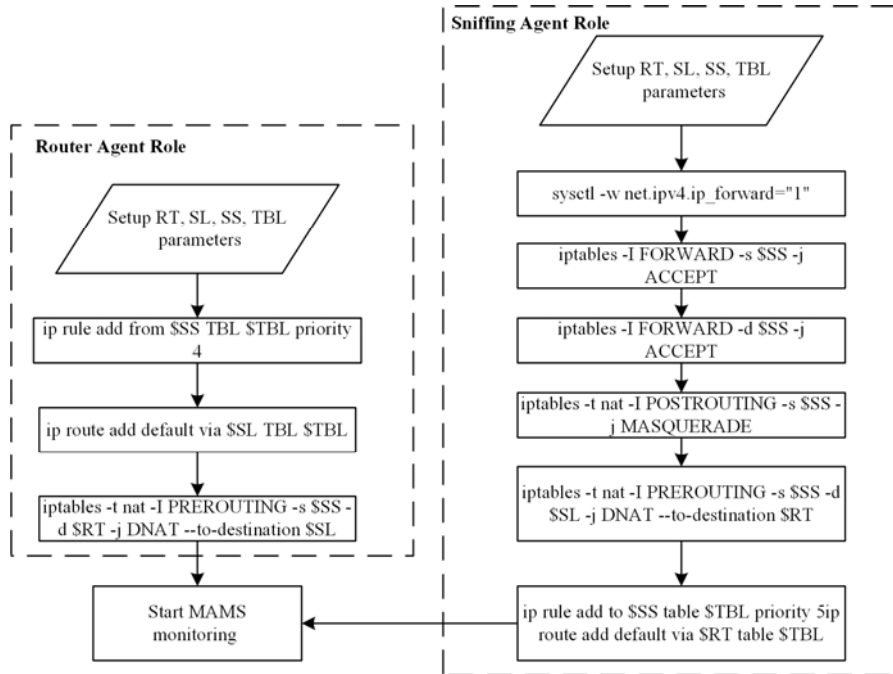 Sniffing Agent Role
Setup RT, SL, SS, TBL
parameters
sysctl -w net.ipv4.ip_forward="1"
iptables -I FORWARD -s $SS -j
ACCEPT
iptables -I FORWARD -d $SS -j
ACCEPT
iptables -t nat -I POSTROUTING -s $SS -
j MASQUERADE
iptables -t nat -I PREROUTING -s $SS -d
$SL -j DNAT --to-destination $RT
ip rule add to $SS table $TBL priority 5ip
route add default via $RT table $TBL
Router Agent Role
Setup RT, SL, SS, TBL
parameters
ip rule add from $SS TBL $TBL priority
4
ip route add default via $SL TBL $TBL
iptables -t nat -I PREROUTING -s $SS -
d $RT -j DNAT --to-destination $SL
Start MAMS
monitoring